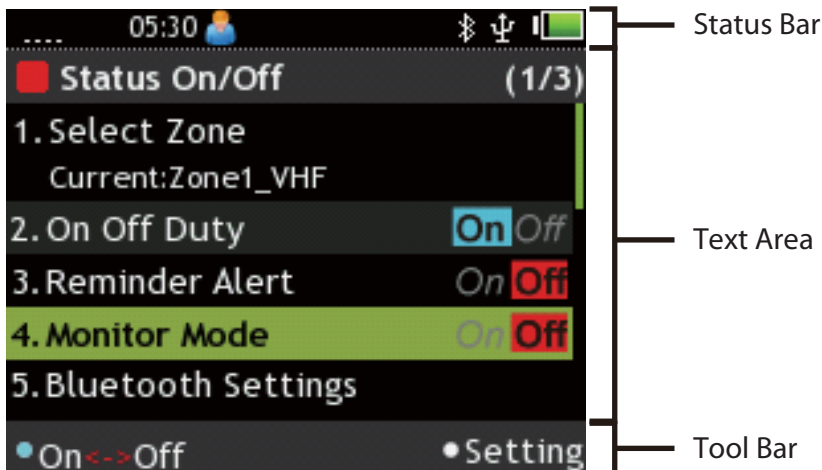 05:30
Status Bar
Status On/Off (1/3)
1. Select Zone
Current:Zone1_VHF
2. On Off Duty On Off
Text Area
3. Reminder Alert On Off
4. Monitor Mode On Off
5. Bluetooth Settings
On<->Off Setting
Tool Bar